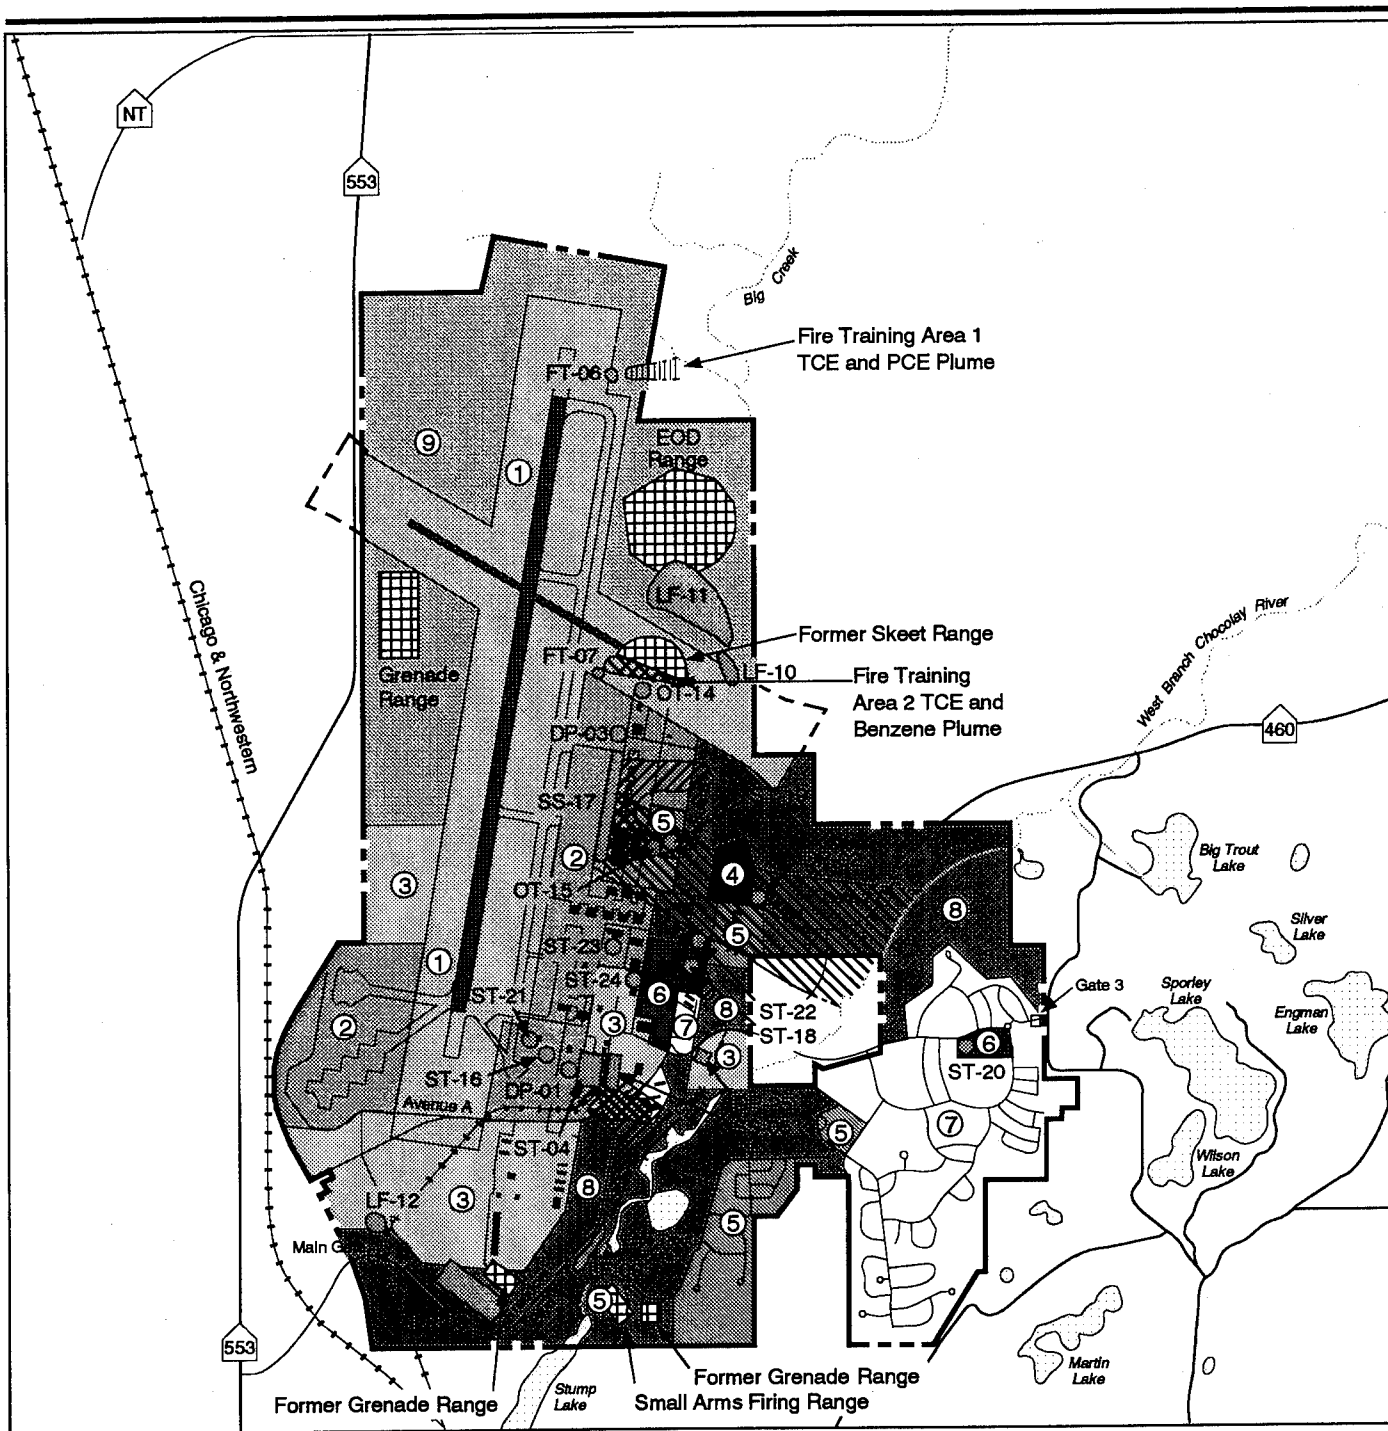 NT
553
Big Creek
Fire Training Area 1
TCE and PCE Plume
FT-06
9
1
EOD
Range
Chicago & Northwestern
LF-11
West Branch Chocolay River
Former Skeet Range
FT-07
LF-10
Grenade
Range
OT-14
Fire Training
Area 2 TCE and
Benzene Plume
DP-03
460
SS-17
5
2
4
3
OT-15
Big Trout
Lake
8
5
ST-23
Silver
Lake
1
ST-24
ST-21
6
Gate 3
Sporley
Lake
Engman
Lake
2
3
7
8
ST-22
ST-18
3
6
ST-16
DP-01
ST-20
Avenue A
7
5
ST-04
Wilson
Lake
3
8
LF-12
5
Main
5
553
Former Grenade Range
Martin
Lake
Former Grenade Range
Stump
Lake
Small Arms Firing Range